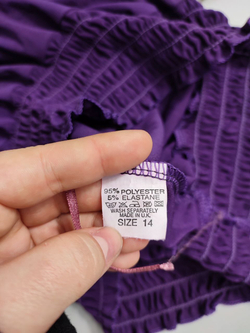 95% POLYESTER
5% ELASTANE
WASH SEPARATELY
MADE IN U.K.
SIZE 14